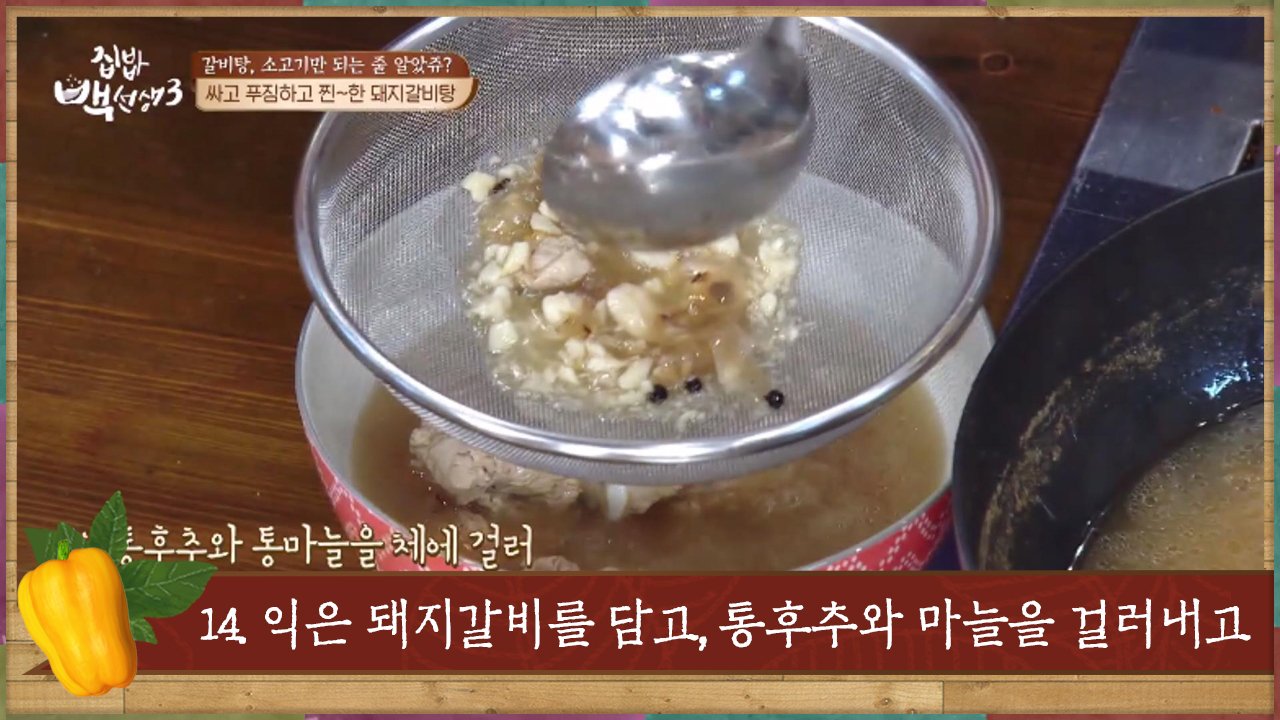 집밥
백선생3
갈비탕, 소고기만 되는 줄 알았쥬?
싸고 푸짐하고 찐~한 돼지갈비탕
통후추와 통마늘을 체에 걸러
14. 익은 돼지갈비를 담고, 통후추와 마늘을 걸러내고